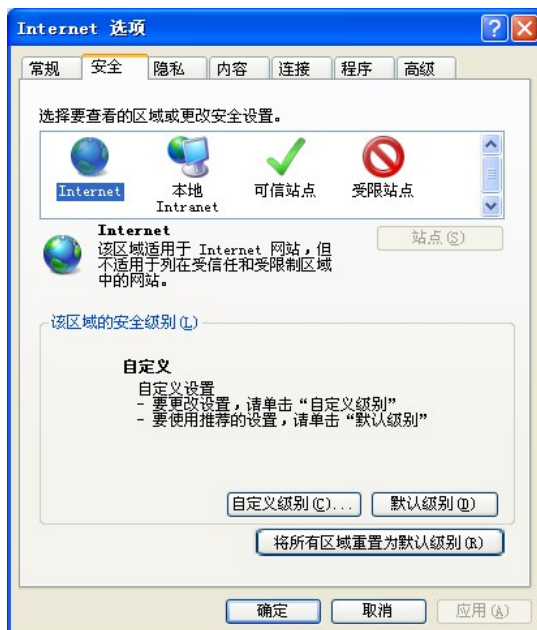 Internet 选项
常规 安全 隐私 内容 连接 程序 高级
选择要查看的区域或更改安全设置。
Internet 本地 可信站点 受限站点
Intranet
Internet
该区域适用于 Internet 网站，但 站点(S)
不适用于列在受信任和受限制区域
中的网站。
该区域的安全级别(L)
自定义
自定义设置
- 要更改设置，请单击“自定义级别”
- 要使用推荐的设置，请单击“默认级别”
自定义级别(C)... 默认级别(D)
将所有区域重置为默认级别(R)
确定 取消 应用(A)